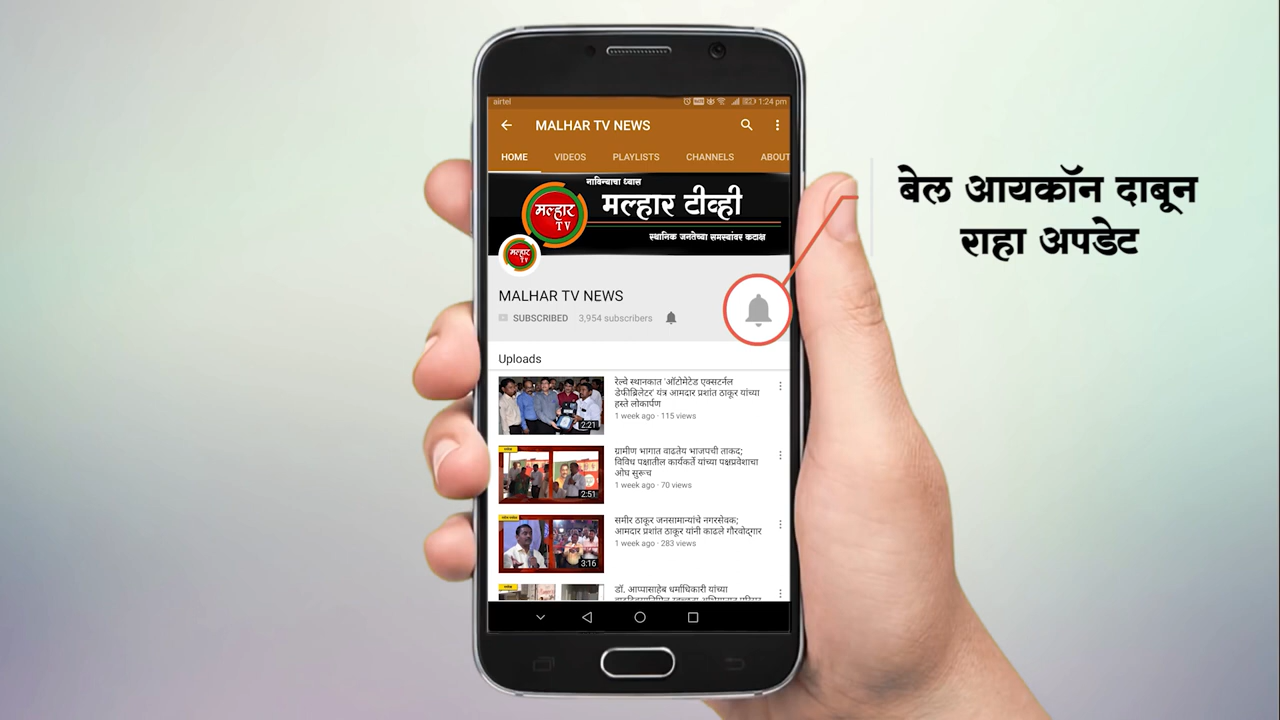 airtel 1:24 pm
MALHAR TV NEWS
HOME VIDEOS PLAYLISTS CHANNELS ABOUT
नाविन्याचा ध्यास
मल्हार टीव्ही
मल्हार
TV
स्थानिक जनतेच्या समस्यांवर कटाक्ष
मल्हार
TV
MALHAR TV NEWS
SUBSCRIBED 3,954 subscribers
बेल आयकॉन दाबून
राहा अपडेट
Uploads
रेल्वे स्थानकात 'ऑटोमेटेड एक्सटर्नल
डेफीब्रिलेटर' यंत्र आमदार प्रशांत ठाकूर यांच्या
हस्ते लोकार्पण
1 week ago · 115 views
2:21
ग्रामीण भागात वाढतेय भाजपची ताकद;
विविध पक्षातील कार्यकर्ते यांच्या पक्षप्रवेशाचा
ओघ सुरूच
1 week ago · 70 views
2:51
समीर ठाकूर जनसामान्यांचे नगरसेवक;
आमदार प्रशांत ठाकूर यांनी काढले गौरवोद्गार
1 week ago · 283 views
3:16
डॉ. आप्पासाहेब धर्माधिकारी यांच्या